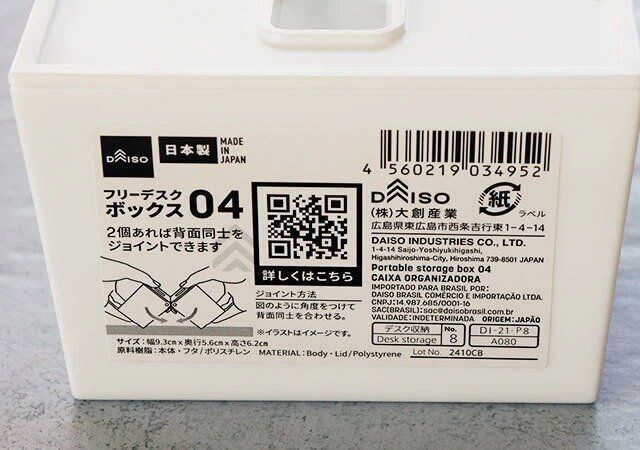 DAISO
日本製
MADE IN JAPAN
フリーデスク
ボックス 04
2個あれば背面同士を
ジョイントできます
詳しくはこちら
ジョイント方法
図のように角度をつけて
背面同士を合わせる。
※イラストはイメージです。
サイズ:幅9.3cm×奥行5.6cm×高さ6.2cm
原料樹脂:本体・フタ/ポリスチレン MATERIAL:Body・Lid/Polystyrene
4 560219 034952
DAISO
紙
ラベル
(株)大創産業
広島県東広島市西条吉行東1-4-14
DAISO INDUSTRIES CO., LTD.
1-4-14 Saijo-Yoshiyukihigashi,
Higashihiroshima-City, Hiroshima 739-8501 JAPAN
Portable storage box 04
CAIXA ORGANIZADORA
IMPORTADO PARA BRASIL POR:
DAISO BRASIL COMÉRCIO E IMPORTAÇÃO LTDA.
CNPJ:14.987.685/0001-16
SAC(BRASIL):sac@daisobrasil.com.br
VALIDADE:INDETERMINADA ORIGEM:JAPÃO
デスク収納 No. DI-21-P8
Desk storage 8 A080
Lot No. 2410CB